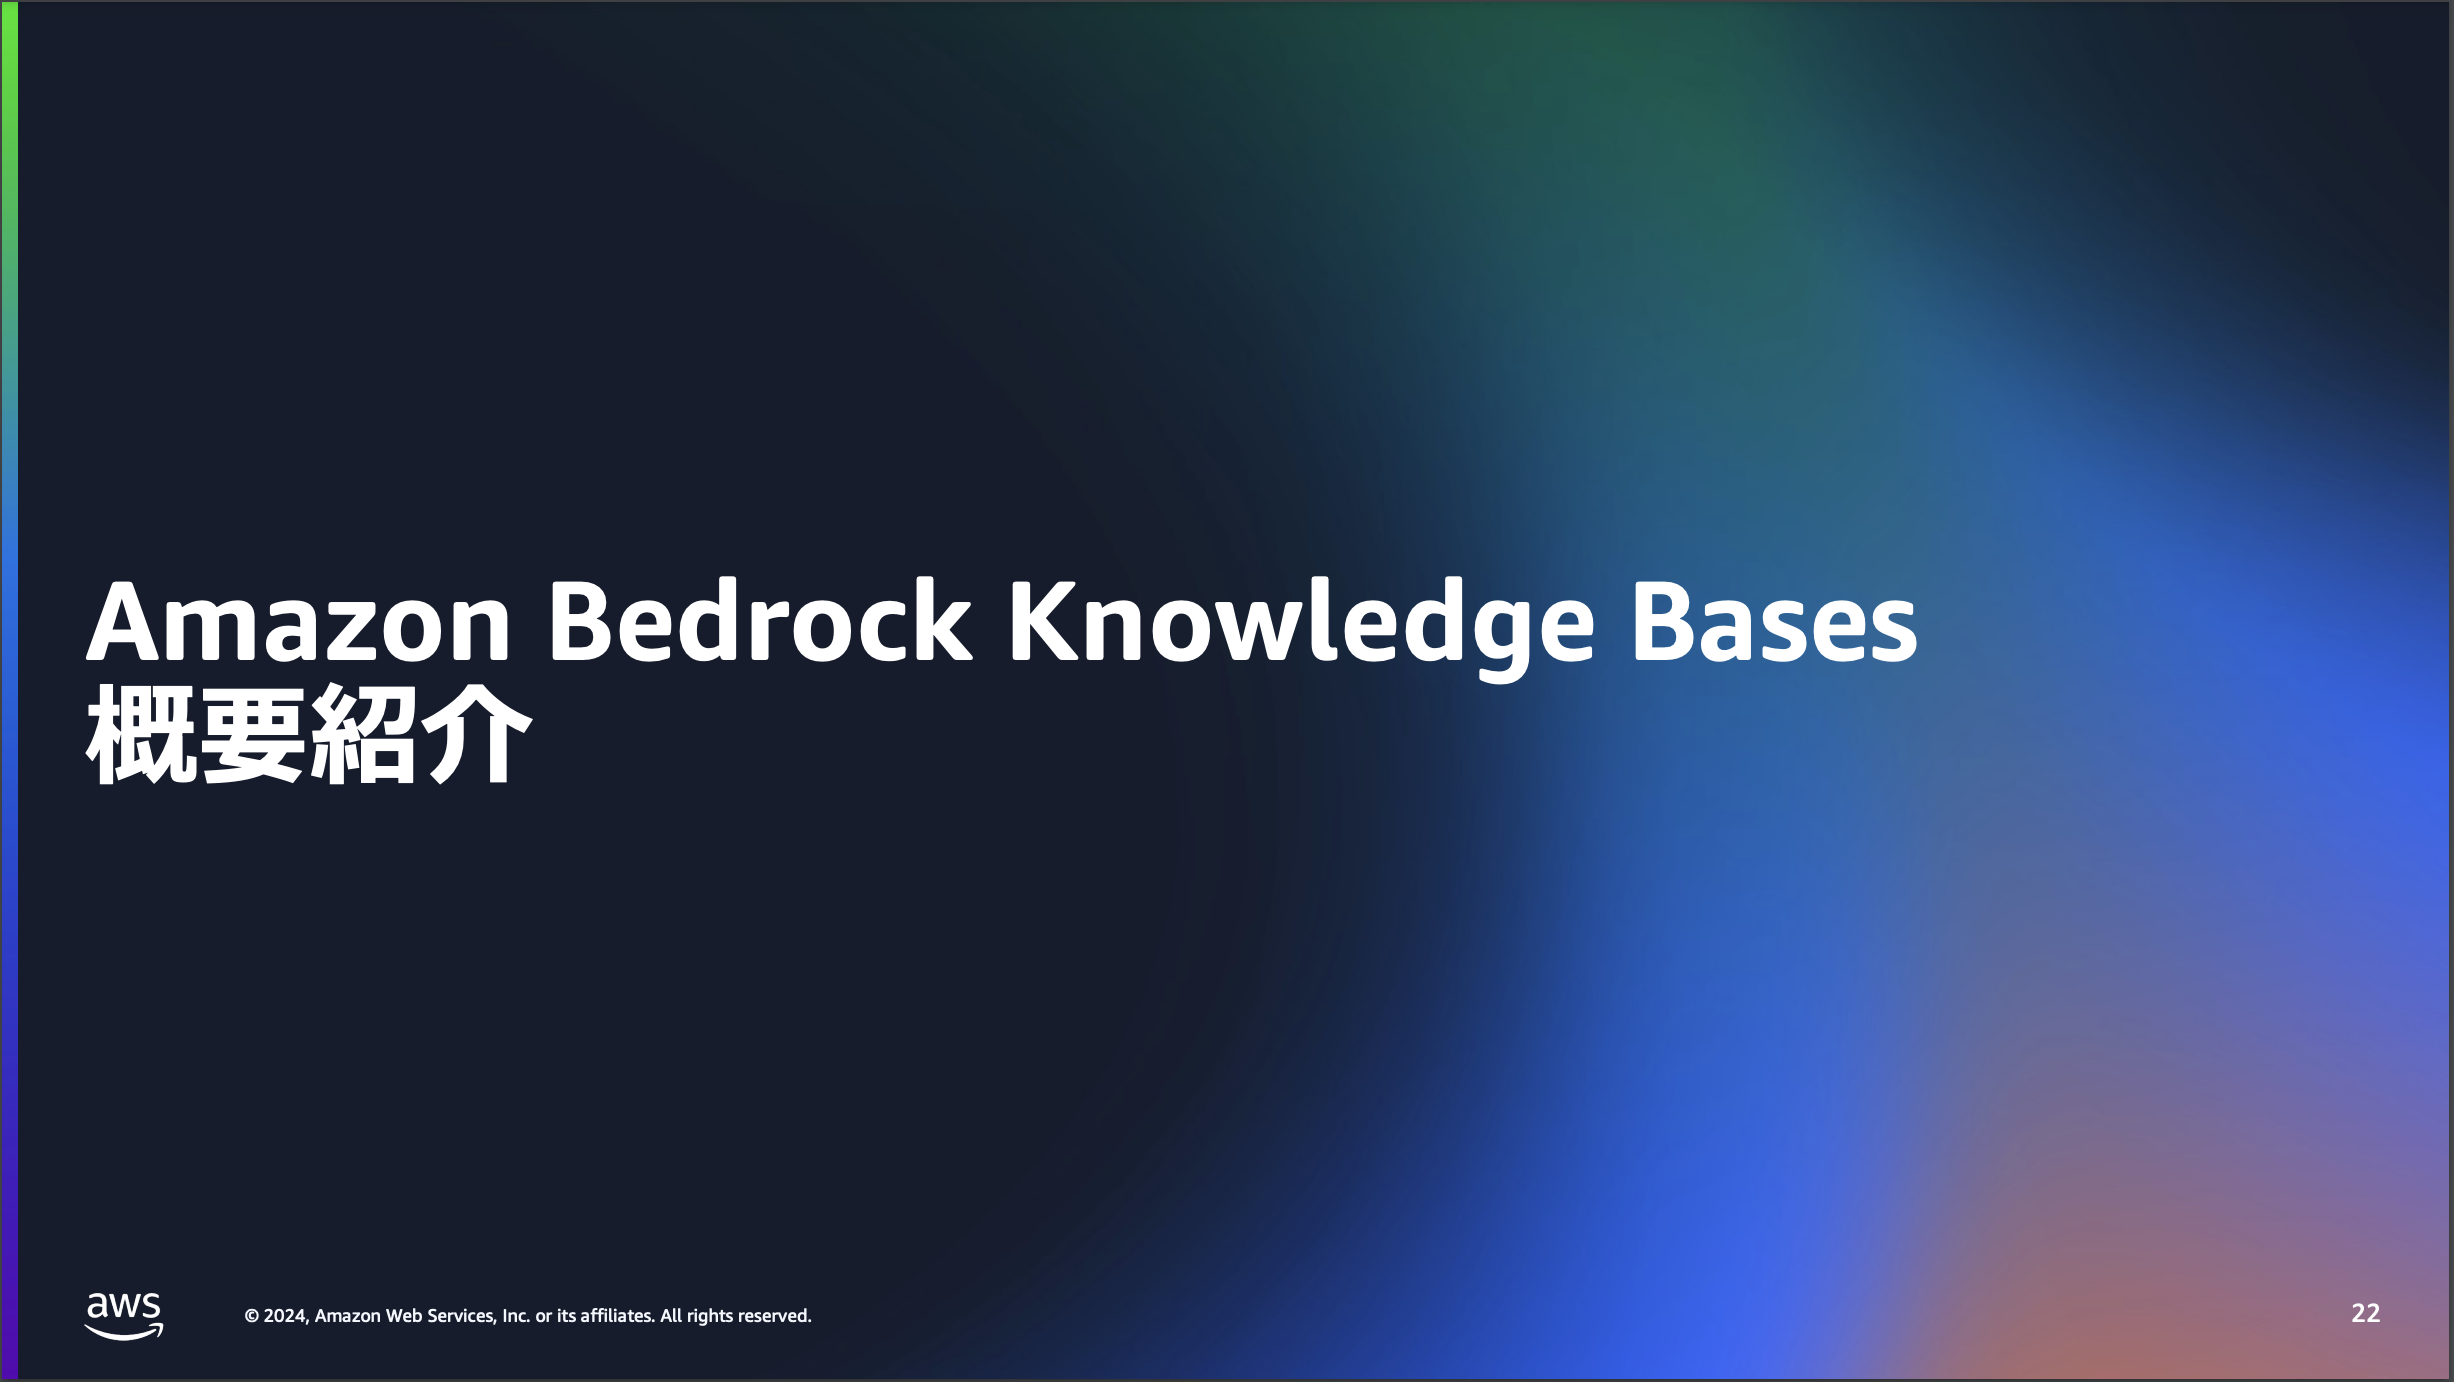 Amazon Bedrock Knowledge Bases
概要紹介
aws
© 2024, Amazon Web Services, Inc. or its affiliates. All rights reserved.
22